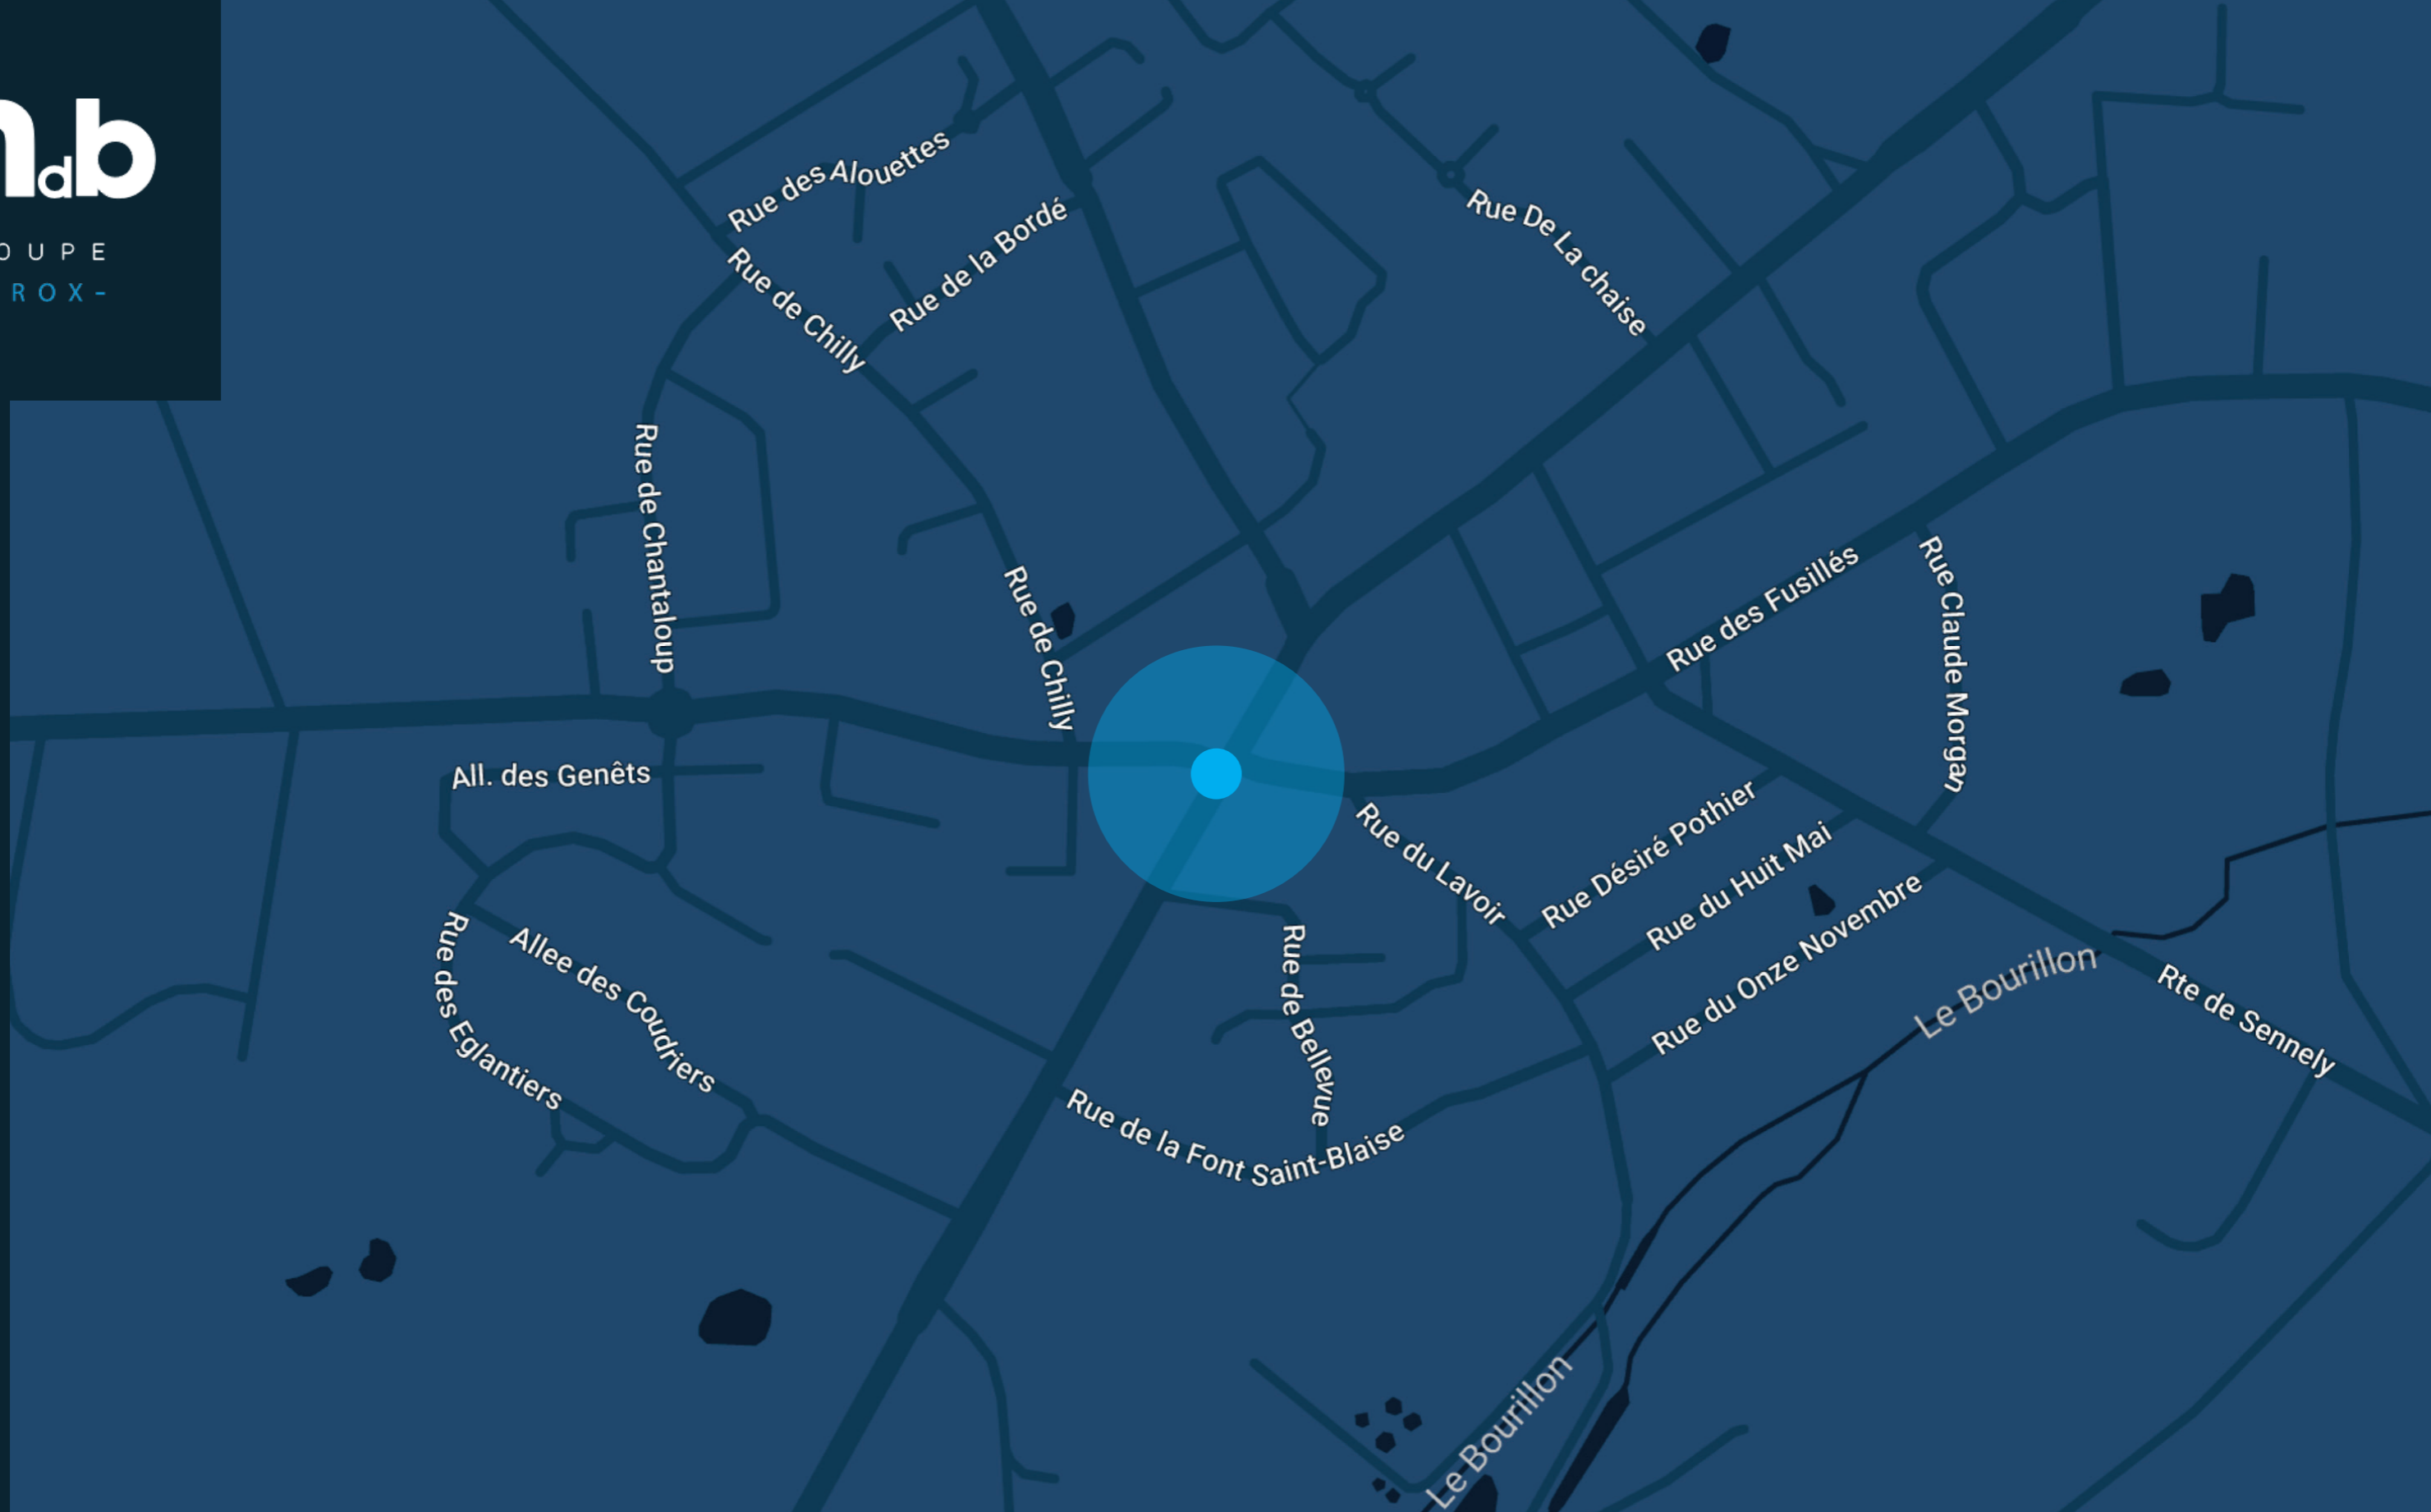 db
OUPE
ROX-
Rue des Alouettes
Rue de la Bordé
Rue De La chaise
Rue de Chilly
Rue de Chantaloup
Rue de Chilly
Rue des Fusillés
Rue Claude Morgan
All. des Genêts
Rue du Lavoir
Rue Désiré Pothier
Rue du Huit Mai
Rue du Onze Novembre
Rue des Eglantiers
Allee des Coudriers
Rue de Bellevue
Le Bourillon
Rte de Sennely
Rue de la Font Saint-Blaise
Le Bourillon